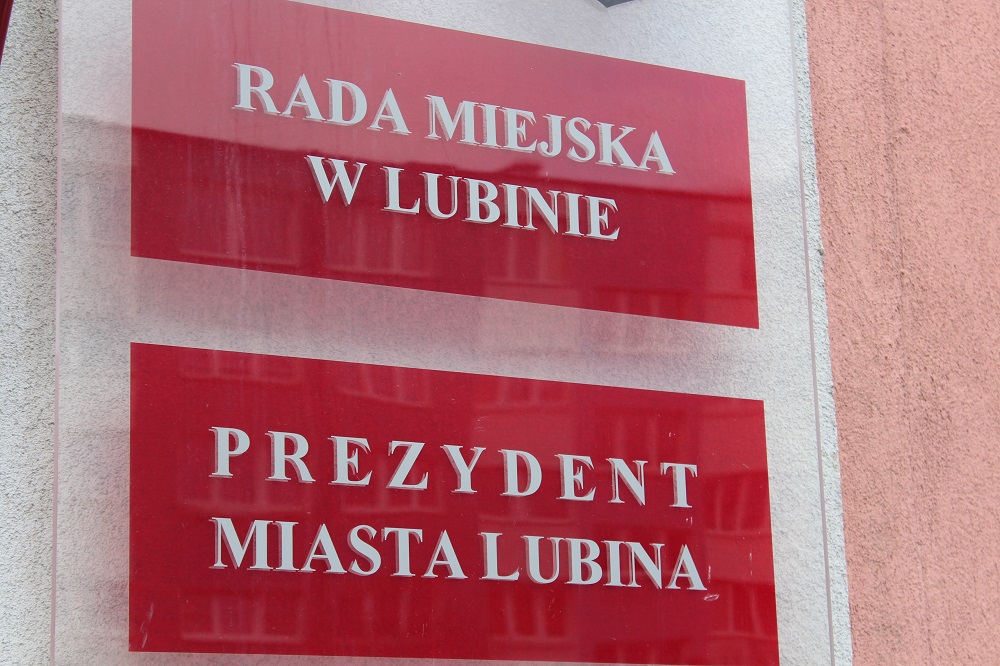 RADA MIEJSKA
W LUBINIE
PREZYDENT
MIASTA LUBINA